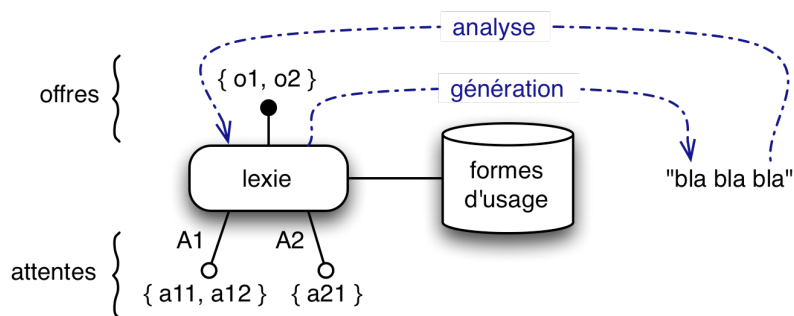 analyse
{ o1, o2 }
génération
offres
lexie
formes
d'usage
"bla bla bla"
A1
A2
attentes
{ a11, a12 }
{ a21 }